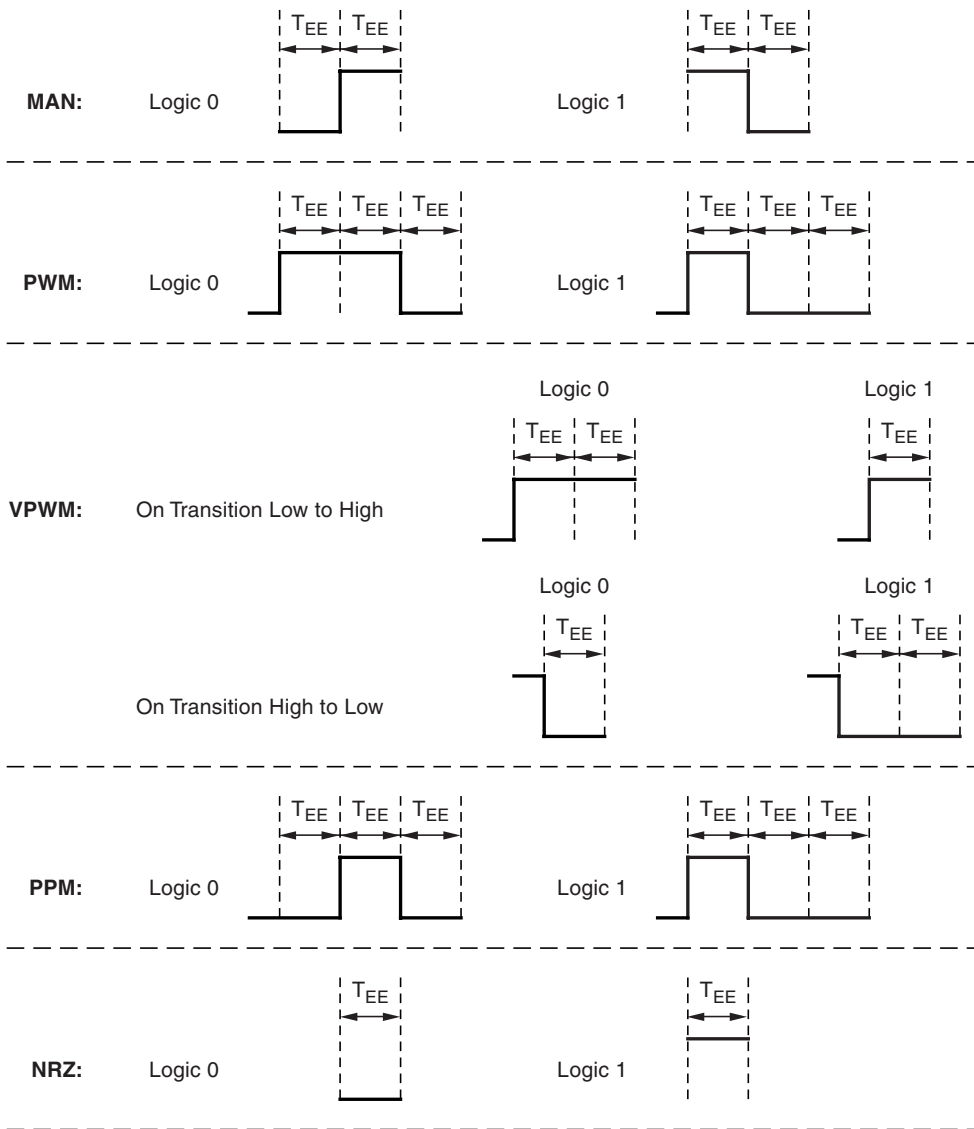 T_EE T_EE T_EE T_EE
MAN: Logic 0 Logic 1
T_EE T_EE T_EE T_EE T_EE T_EE
PWM: Logic 0 Logic 1
Logic 0 Logic 1
T_EE T_EE T_EE
VPWM: On Transition Low to High
Logic 0 Logic 1
T_EE T_EE T_EE
On Transition High to Low
T_EE T_EE T_EE T_EE T_EE T_EE
PPM: Logic 0 Logic 1
T_EE T_EE
NRZ: Logic 0 Logic 1